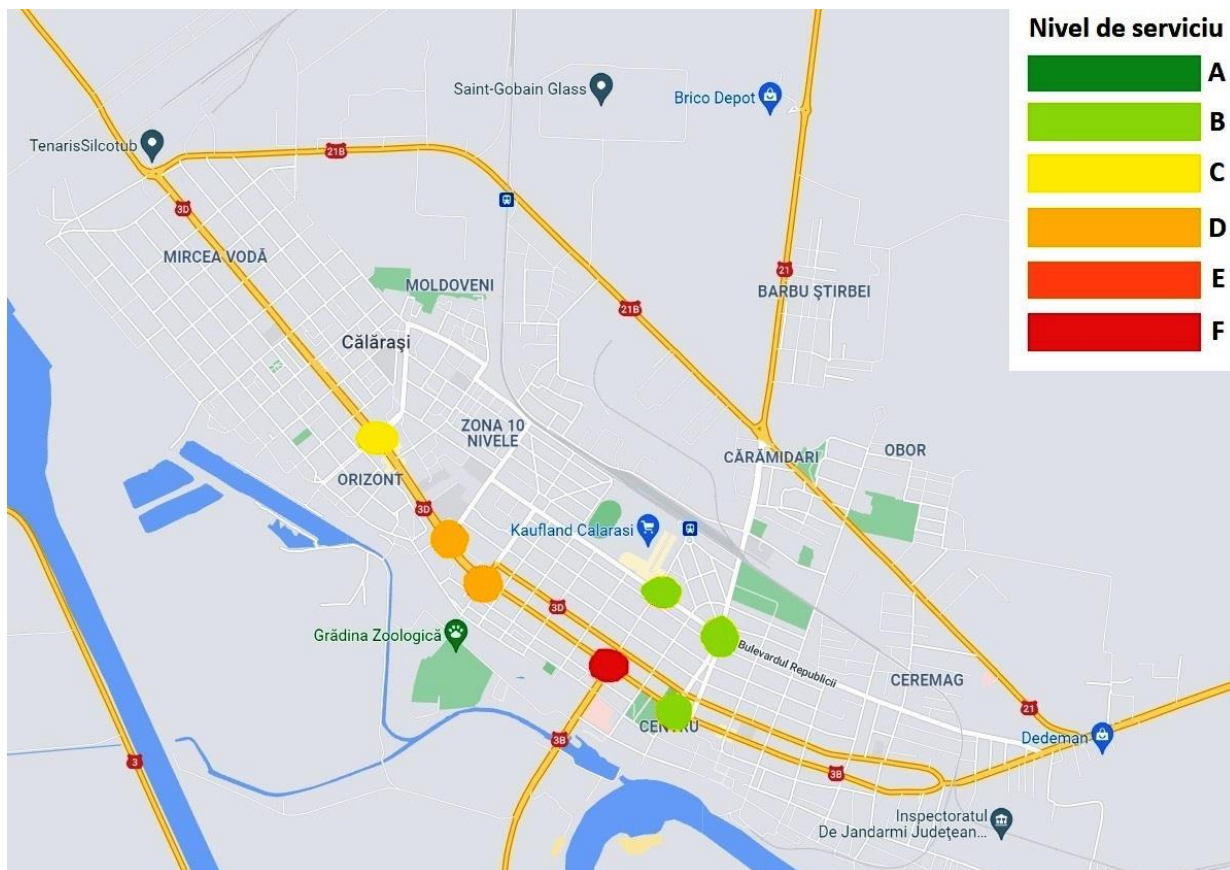 Nivel de serviciu
A
B
C
D
E
F
Saint-Gobain Glass
Brico Depot
TenarisSilcotub
21B
3D
MIRCEA VODĂ
MOLDOVENI
21
BARBU ŞTIRBEI
21B
Călăraşi
ZONA 10
NIVELE
CĂRĂMIDARI
OBOR
ORIZONT
3D
Kaufland Calarasi
3D
Grădina Zoologică
Bulevardul Republicii
CEREMAG
21
CENTRU
Dedeman
3B
3
3B
Inspectoratul
De Jandarmi Judeţean...